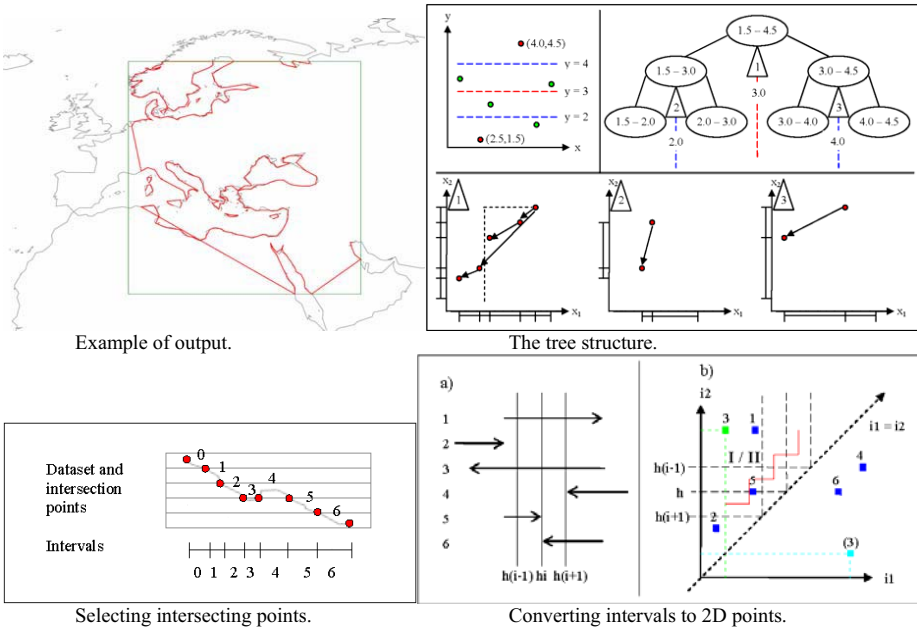 y
(4.0,4.5)
y = 4
y = 3
y = 2
(2.5,1.5)
x
1.5 – 4.5
1
3.0
1.5 – 3.0
3.0 – 4.5
2
3
1.5 – 2.0
2.0 – 3.0
3.0 – 4.0
4.0 – 4.5
2.0
4.0
x₂
1
x₁
x₂
2
x₁
x₂
3
x₁
Example of output.
The tree structure.
Dataset and
intersection
points
0
1
2
3
4
5
6
Intervals
0 1 2 3 4 5 6
a)
1
2
3
4
5
6
h(i-1) hi h(i+1)
b)
i2
3
1
i1 = i2
I / II
4
h(i-1)
5
6
h
h(i+1)
2
(3)
i1
Selecting intersecting points.
Converting intervals to 2D points.